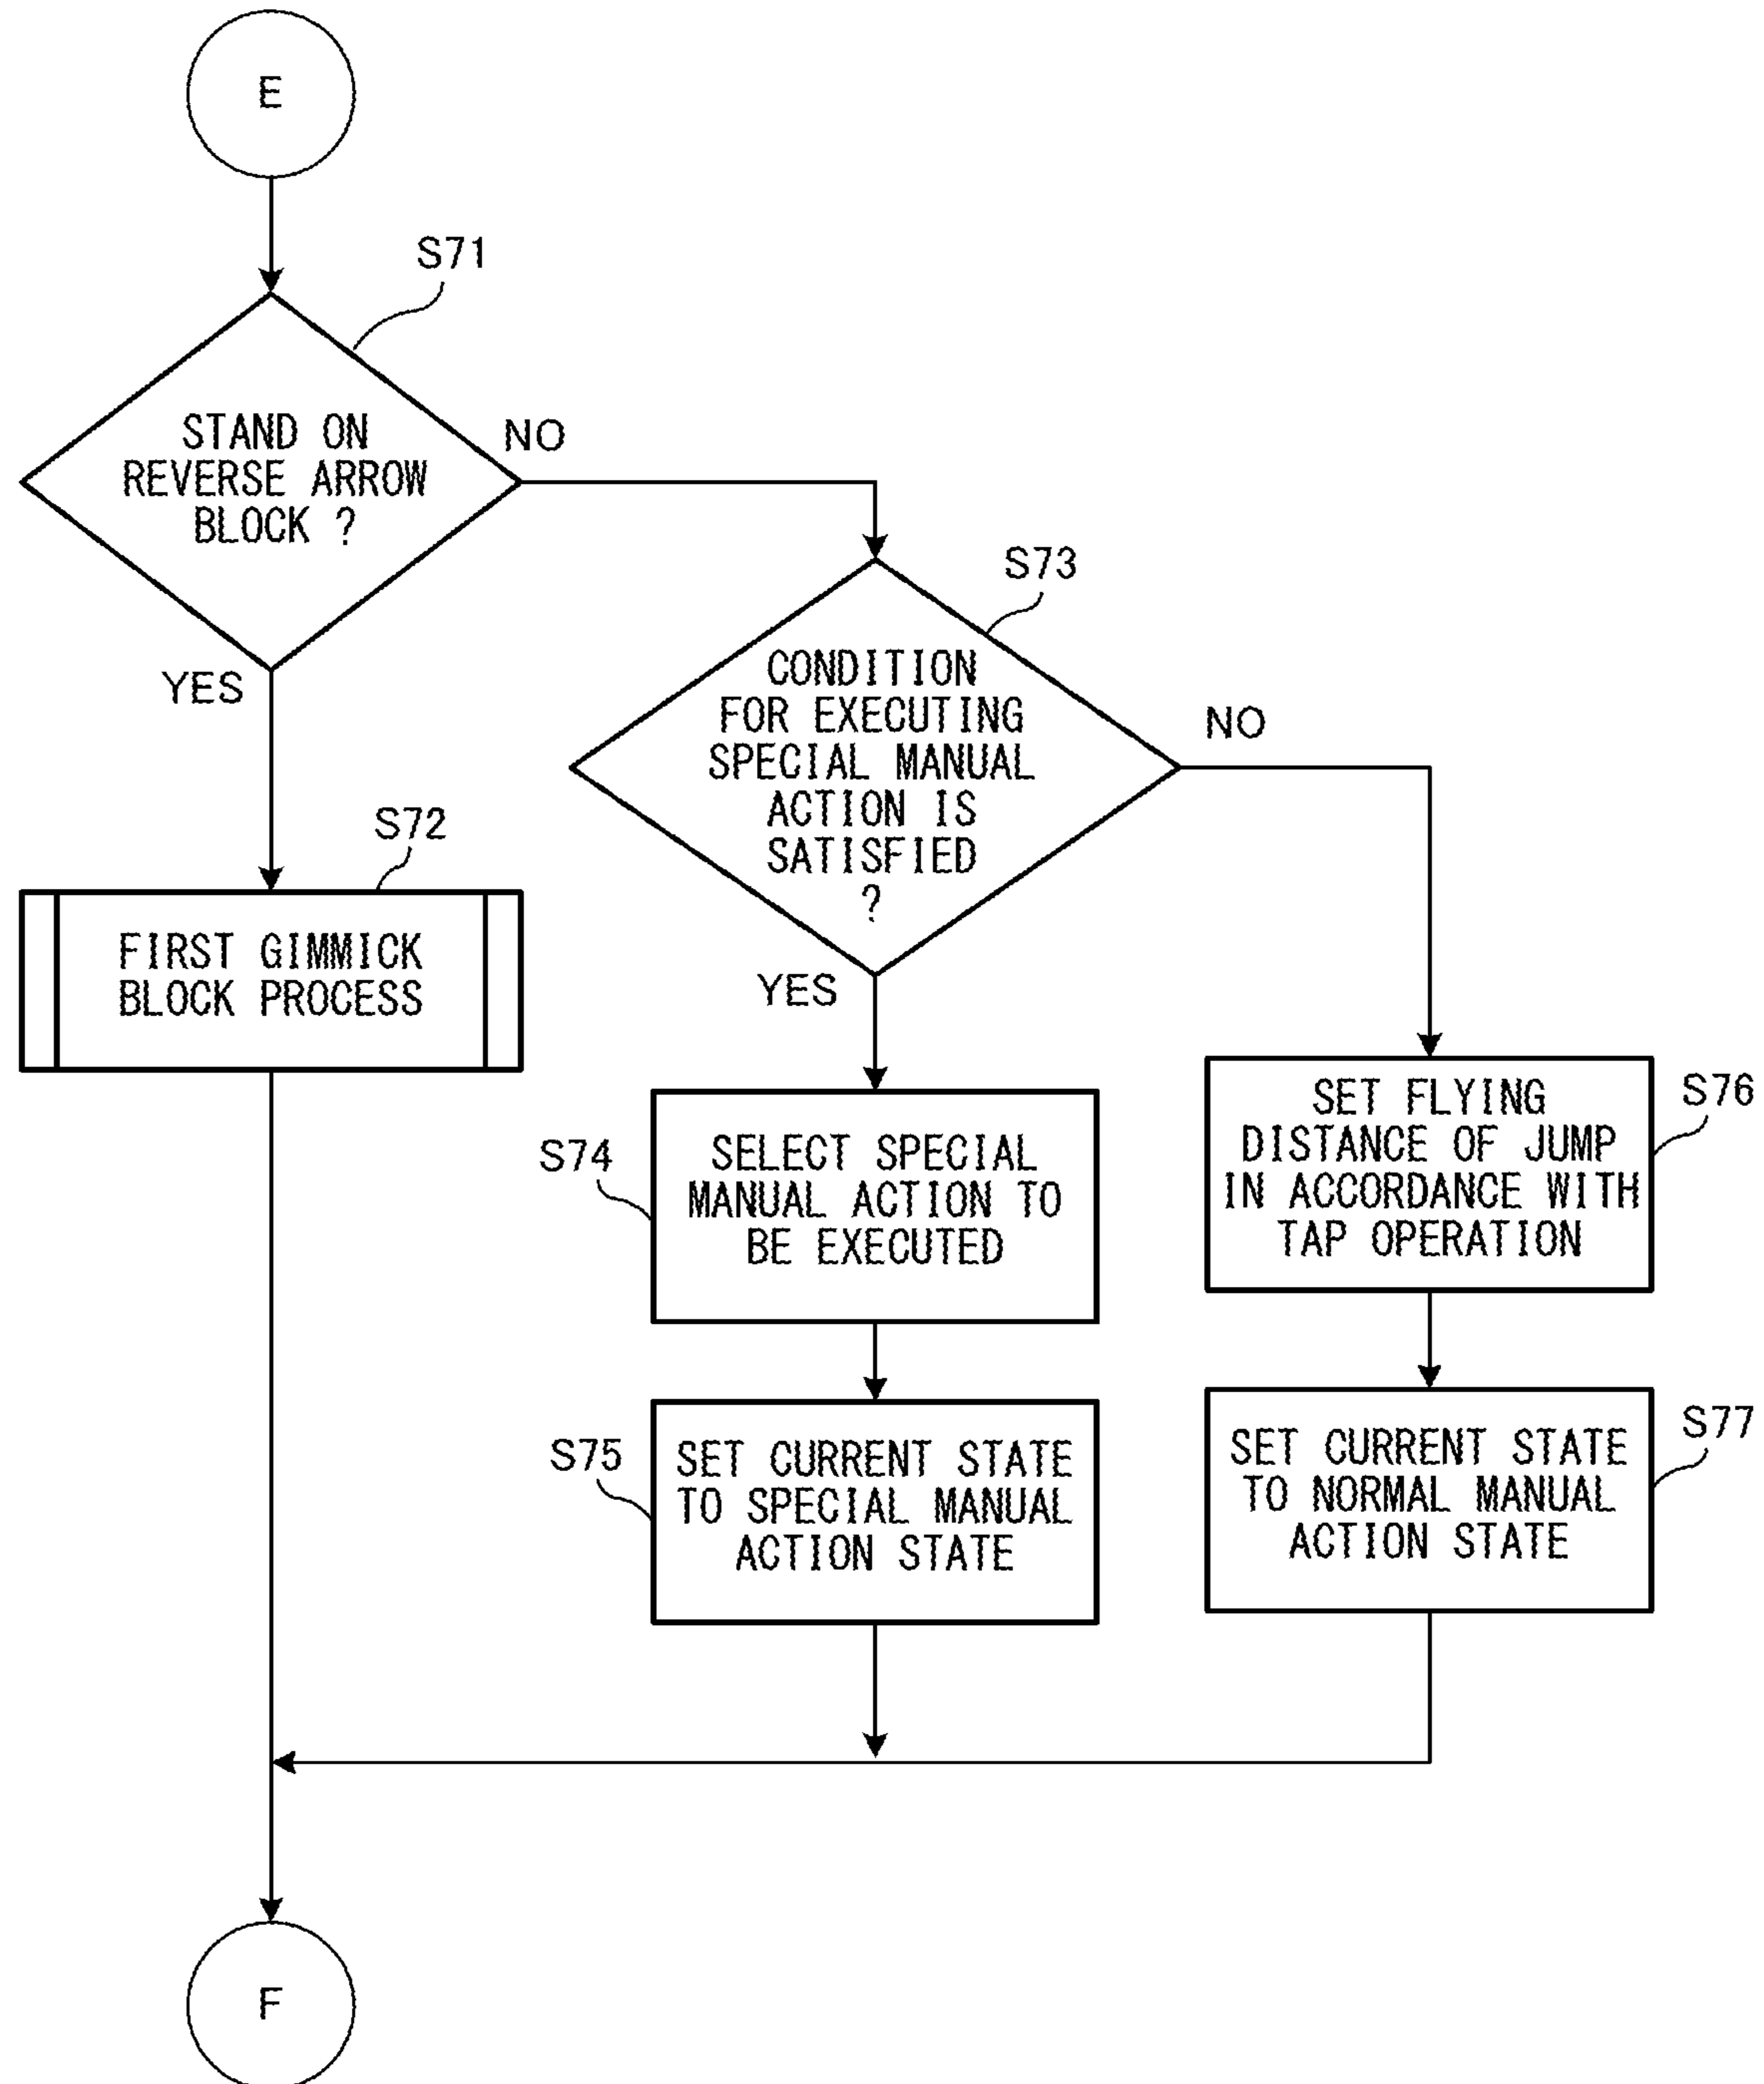 E
S71
STAND ON
REVERSE ARROW
BLOCK ?
NO
YES
S73
CONDITION
FOR EXECUTING
SPECIAL MANUAL
ACTION IS
SATISFIED
?
NO
YES
S72
FIRST GIMMICK
BLOCK PROCESS
S74
SELECT SPECIAL
MANUAL ACTION TO
BE EXECUTED
S76
SET FLYING
DISTANCE OF JUMP
IN ACCORDANCE WITH
TAP OPERATION
S75
SET CURRENT STATE
TO SPECIAL MANUAL
ACTION STATE
S77
SET CURRENT STATE
TO NORMAL MANUAL
ACTION STATE
F